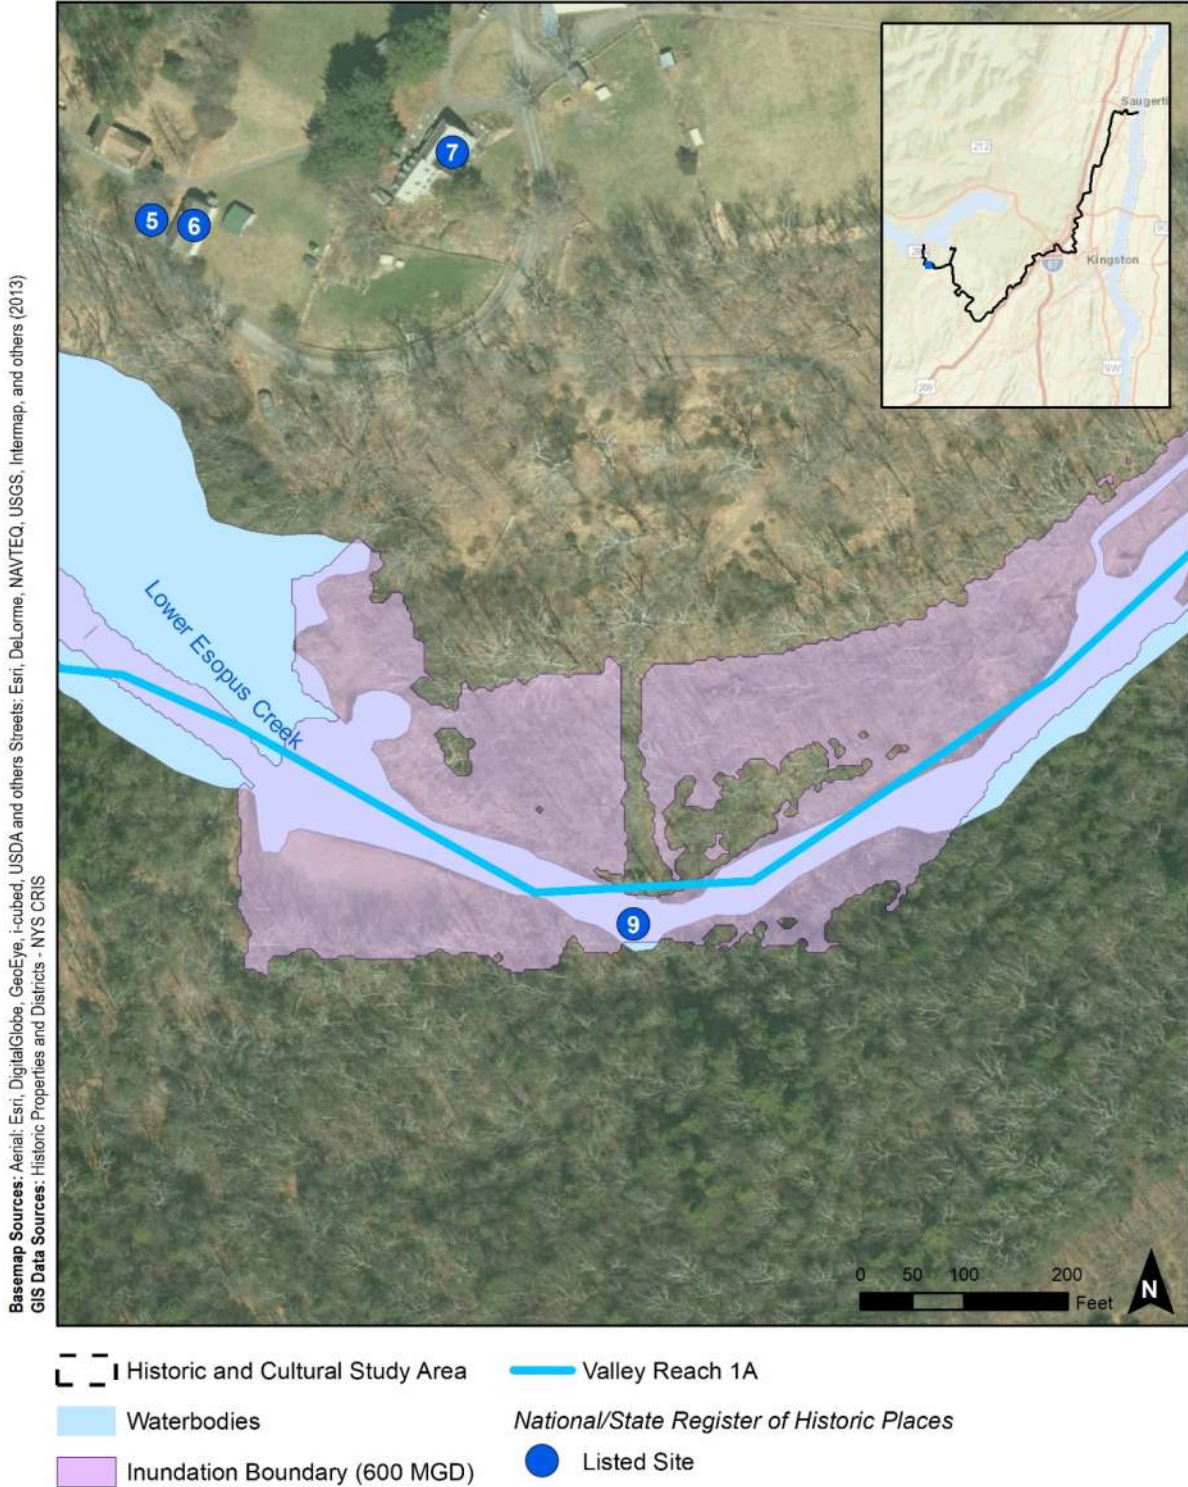 Saugerti
212
28
Kingston
87
9W
209
7
5
6
Lower Esopus Creek
9
0 50 100 200
Feet
N
Basemap Sources: Aerial: Esri, DigitalGlobe, GeoEye, i-cubed, USDA and others Streets: Esri, DeLorme, NAVTEQ, USGS, Intermap, and others (2013)
GIS Data Sources: Historic Properties and Districts - NYS CRIS
Historic and Cultural Study Area
Valley Reach 1A
Waterbodies
National/State Register of Historic Places
Inundation Boundary (600 MGD)
Listed Site